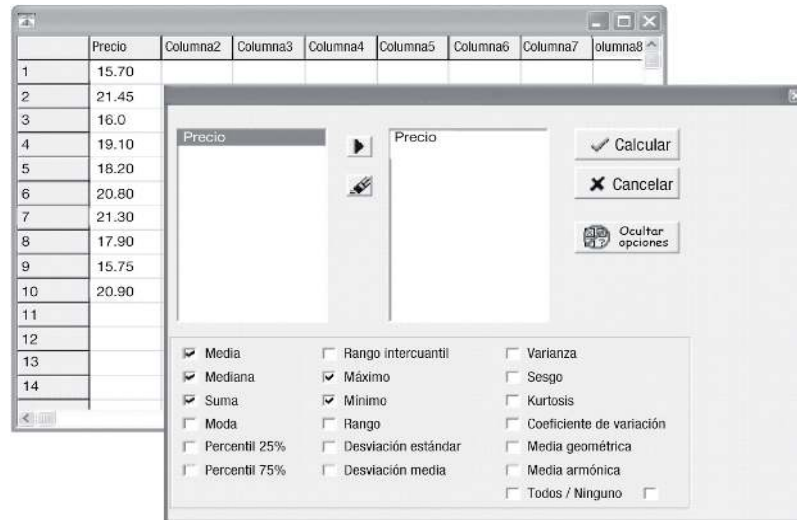 Precio Columna2 Columna3 Columna4 Columna5 Columna6 Columna7 olumna8
1 15.70
2 21.45
3 16.0
4 19.10
5 18.20
6 20.80
7 21.30
8 17.90
9 15.75
10 20.90
11
12
13
14
Precio
Precio
Calcular
Cancelar
Ocultar
opciones
Media Rango intercuantil Varianza
Mediana Máximo Sesgo
Suma Mínimo Kurtosis
Moda Rango Coeficiente de variación
Percentil 25% Desviación estándar Media geométrica
Percentil 75% Desviación media Media armónica
Todos / Ninguno